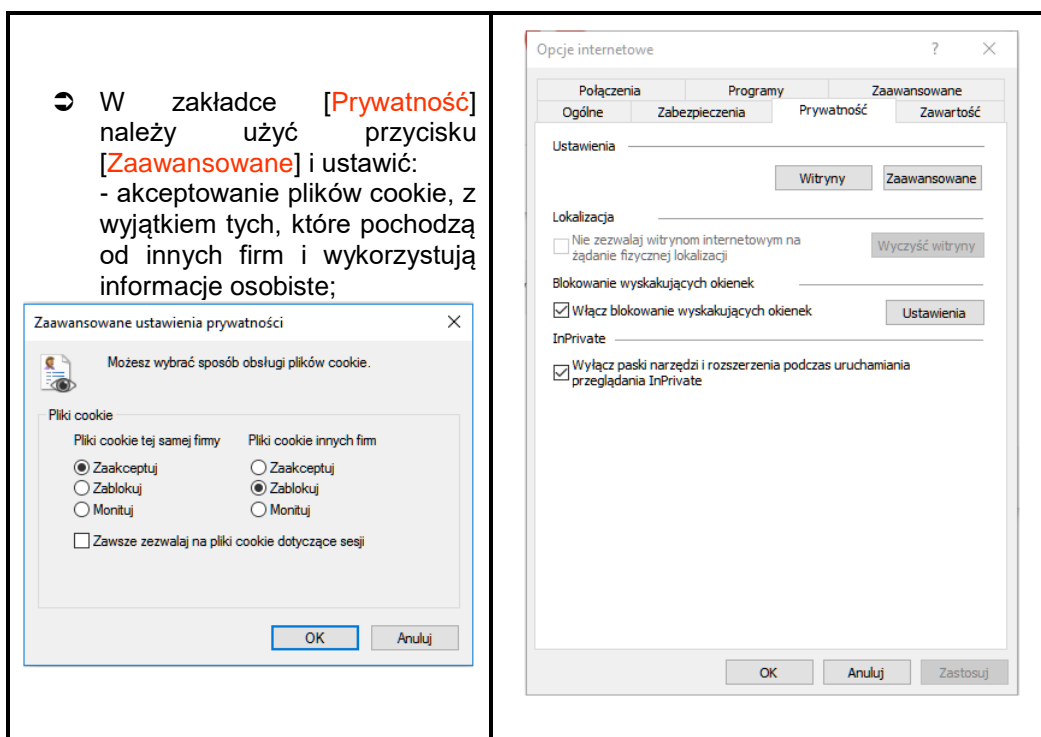 ➲ W zakładce [Prywatność]
należy użyć przycisku
[Zaawansowane] i ustawić:
- akceptowanie plików cookie, z
wyjątkiem tych, które pochodzą
od innych firm i wykorzystują
informacje osobiste;
Zaawansowane ustawienia prywatności
Możesz wybrać sposób obsługi plików cookie.
Pliki cookie
Pliki cookie tej samej firmy Pliki cookie innych firm
Zaakceptuj Zaakceptuj
Zablokuj Zablokuj
Monituj Monituj
Zawsze zezwalaj na pliki cookie dotyczące sesji
OK Anuluj
Opcje internetowe ?
Połączenia Programy Zaawansowane
Ogólne Zabezpieczenia Prywatność Zawartość
Ustawienia
Witryny Zaawansowane
Lokalizacja
Nie zezwalaj witrynom internetowym na
żądanie fizycznej lokalizacji
Wyczyść witryny
Blokowanie wyskakujących okienek
Włącz blokowanie wyskakujących okienek Ustawienia
InPrivate
Wyłącz paski narzędzi i rozszerzenia podczas uruchamiania
przeglądania InPrivate
OK Anuluj Zastosuj